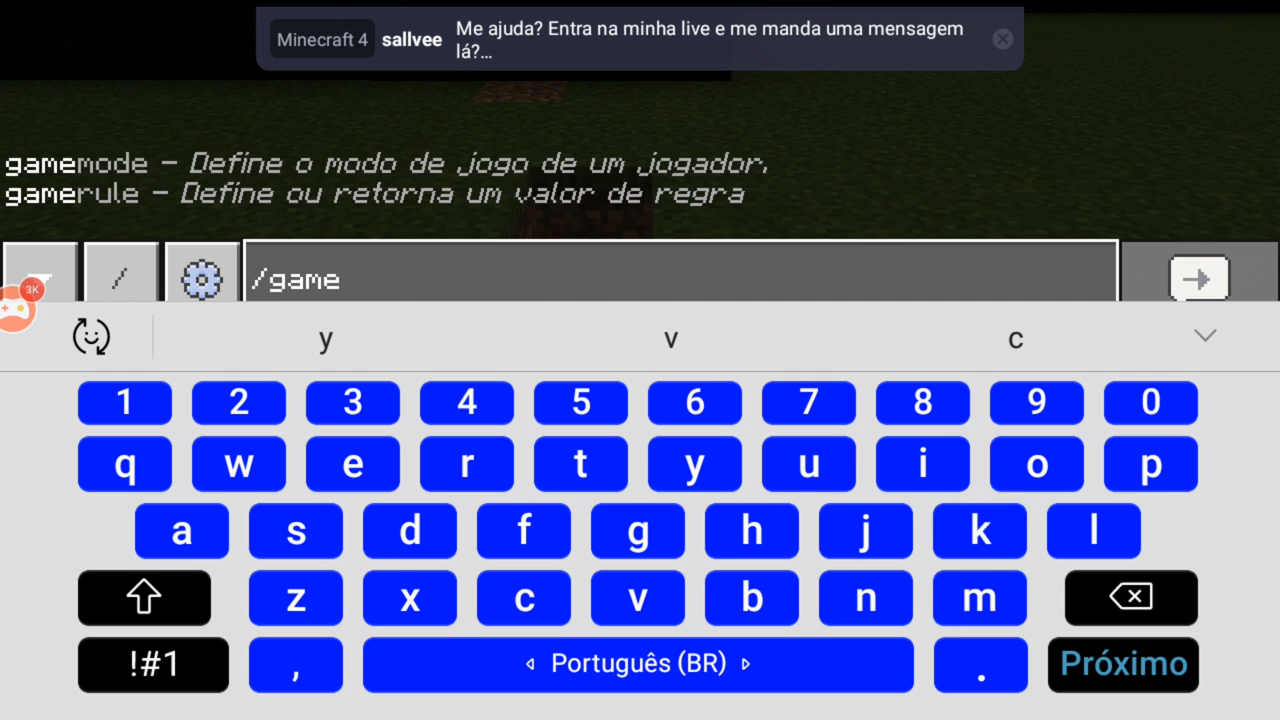 Minecraft 4 sallvee Me ajuda? Entra na minha live e me manda uma mensagem
lá?...
gamemode - Define o modo de jogo de um jogador.
gamerule - Define ou retorna um valor de regra
/ /game
3K
y v c
1 2 3 4 5 6 7 8 9 0
q w e r t y u i o p
a s d f g h j k l
z x c v b n m
!#1 , Português (BR) . Próximo